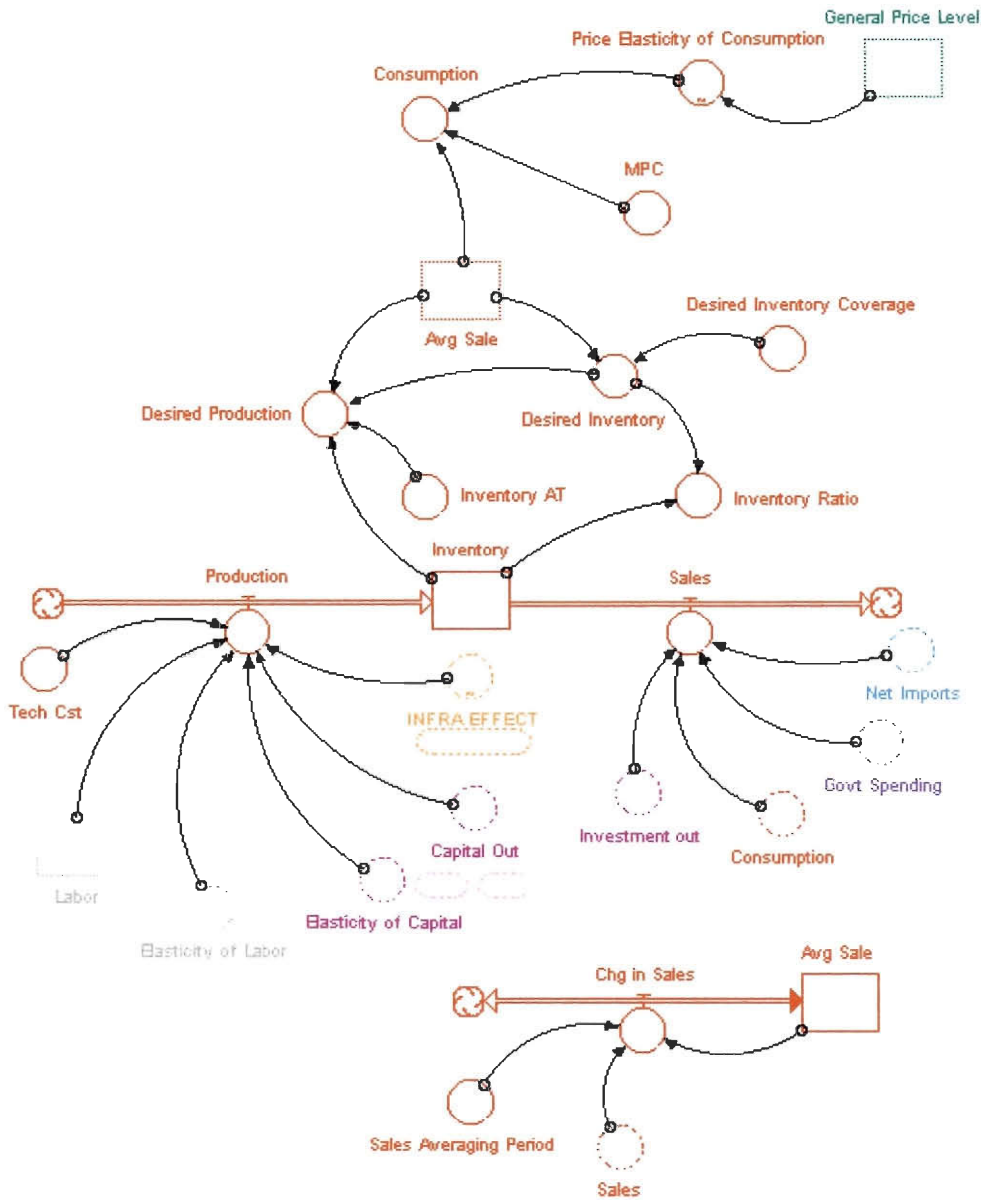 General Price Level
Price Elasticity of Consumption
Consumption
MPC
Desired Inventory Coverage
Avg Sale
Desired Production
Desired Inventory
Inventory AT
Inventory Ratio
Inventory
Production
Sales
Net Imports
Tech Cst
INFRA EFFECT
Govt Spending
Investment out
Capital Out
Consumption
Labor
Elasticity of Capital
Elasticity of Labor
Avg Sale
Chg in Sales
Sales Averaging Period
Sales